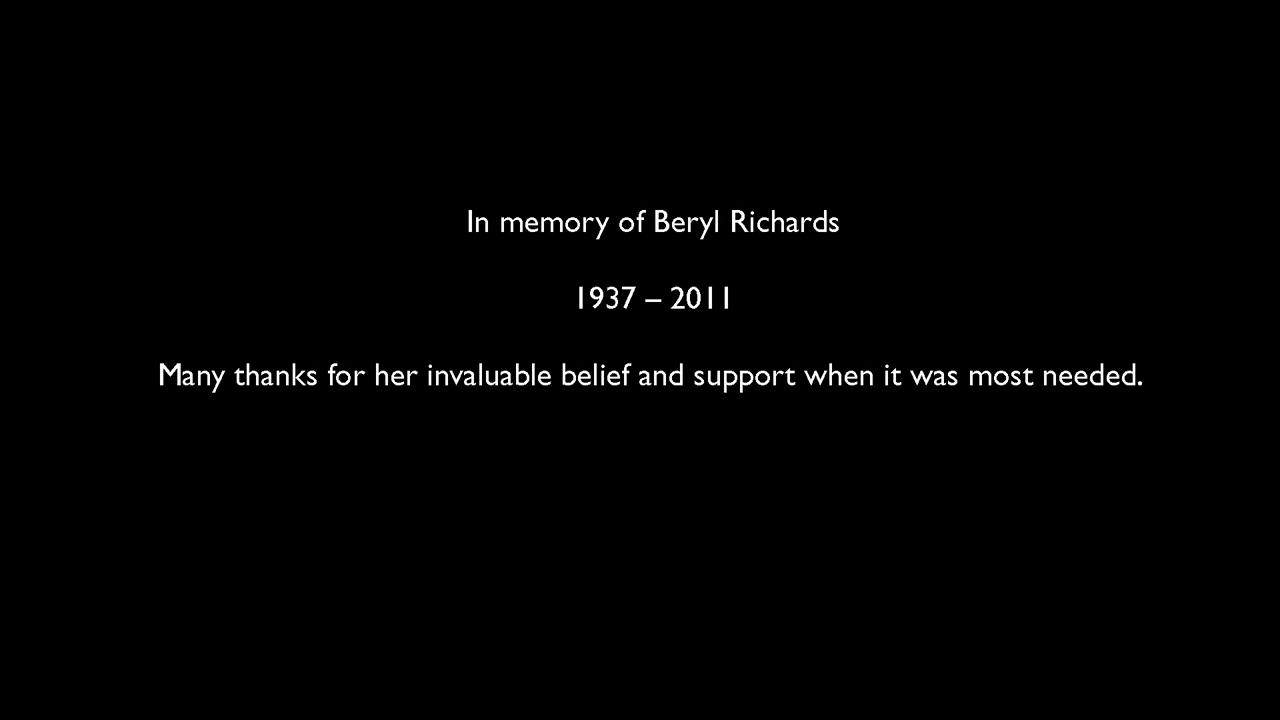 In memory of Beryl Richards
1937 – 2011
Many thanks for her invaluable belief and support when it was most needed.